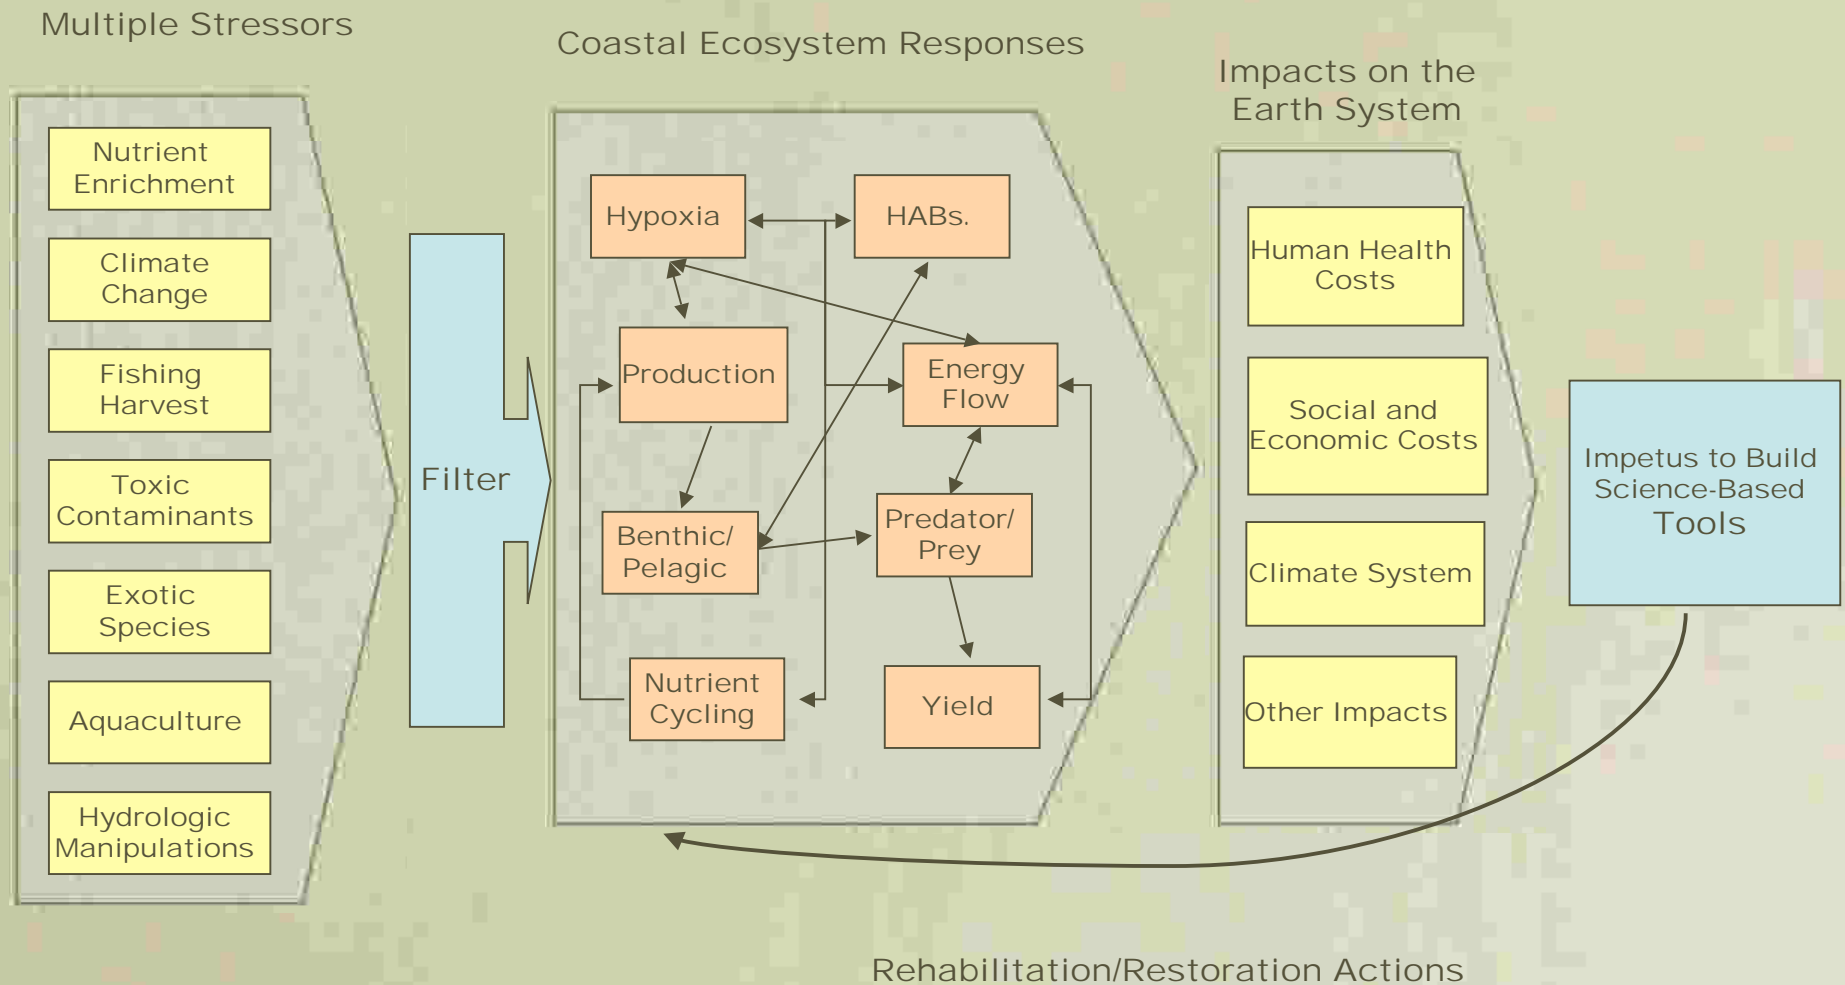 Multiple Stressors
Nutrient
Enrichment
Climate
Change
Fishing
Harvest
Toxic
Contaminants
Exotic
Species
Aquaculture
Hydrologic
Manipulations
Filter
Coastal Ecosystem Responses
Hypoxia
HABs.
Production
Energy
Flow
Benthic/
Pelagic
Predator/
Prey
Nutrient
Cycling
Yield
Impacts on the
Earth System
Human Health
Costs
Social and
Economic Costs
Climate System
Other Impacts
Impetus to Build
Science-Based
Tools
Rehabilitation/Restoration Actions